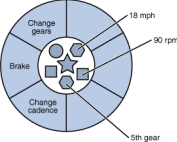 Change
gears
18 mph
90 rpm
Brake
Change
cadence
5th gear